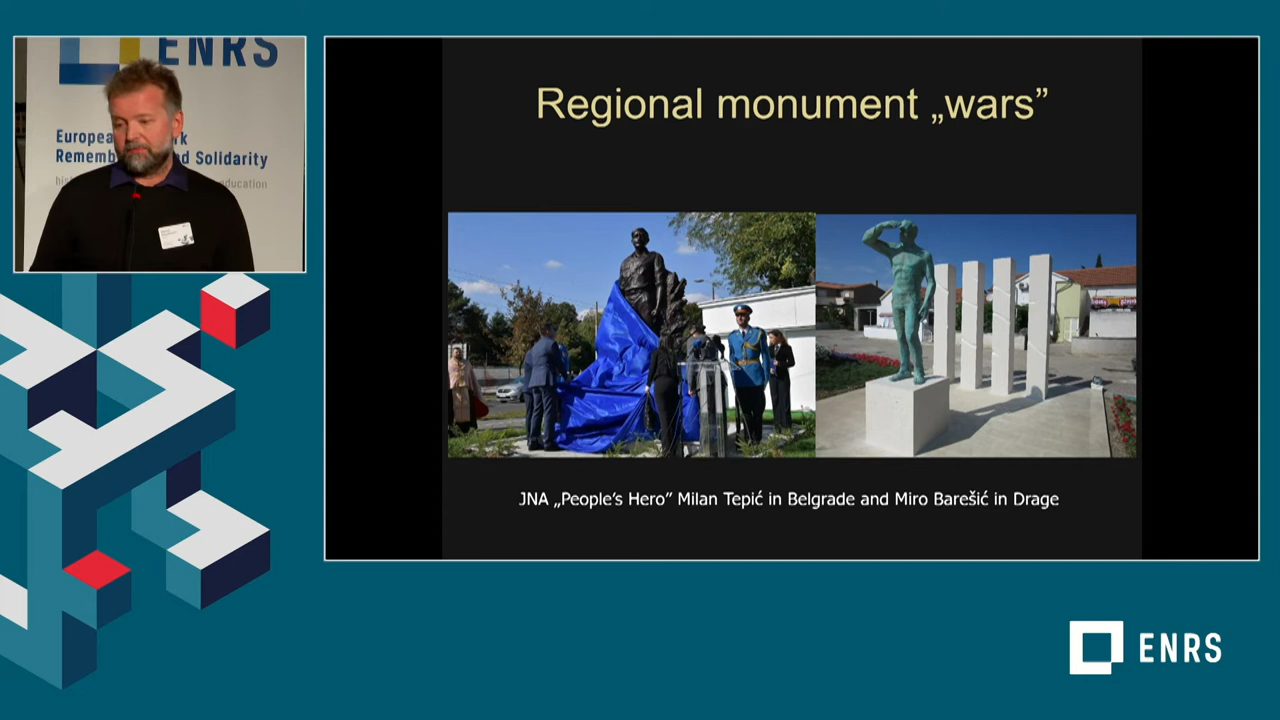 ENRS
European
Remembrance and Solidarity
education
Regional monument „wars”
JNA „People’s Hero” Milan Tepić in Belgrade and Miro Barešić in Drage
ENRS